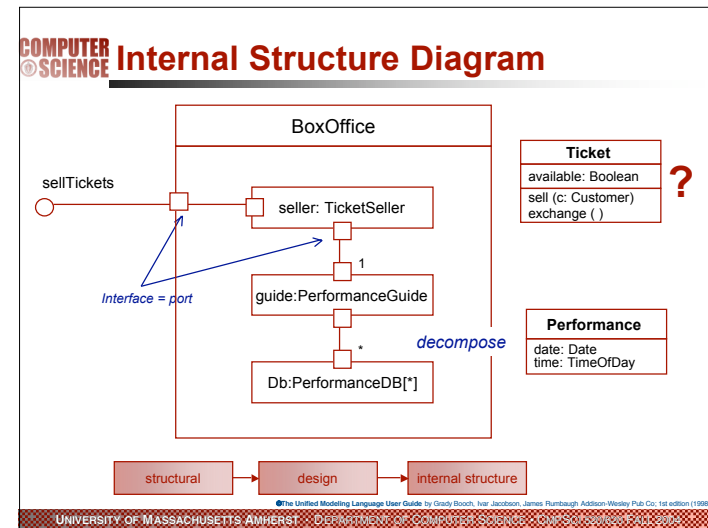 COMPUTER
SCIENCE
Internal Structure Diagram
BoxOffice
sellTickets
seller: TicketSeller
1
Interface = port
guide:PerformanceGuide
*
decompose
Db:PerformanceDB[*]
Ticket
available: Boolean
sell (c: Customer)
exchange ( )
?
Performance
date: Date
time: TimeOfDay
structural
design
internal structure
The Unified Modeling Language User Guide by Grady Booch, Ivar Jacobson, James Rumbaugh Addison-Wesley Pub Co; 1st edition (1998
UNIVERSITY OF MASSACHUSETTS AMHERST DEPARTMENT OF COMPUTER SCIENCE